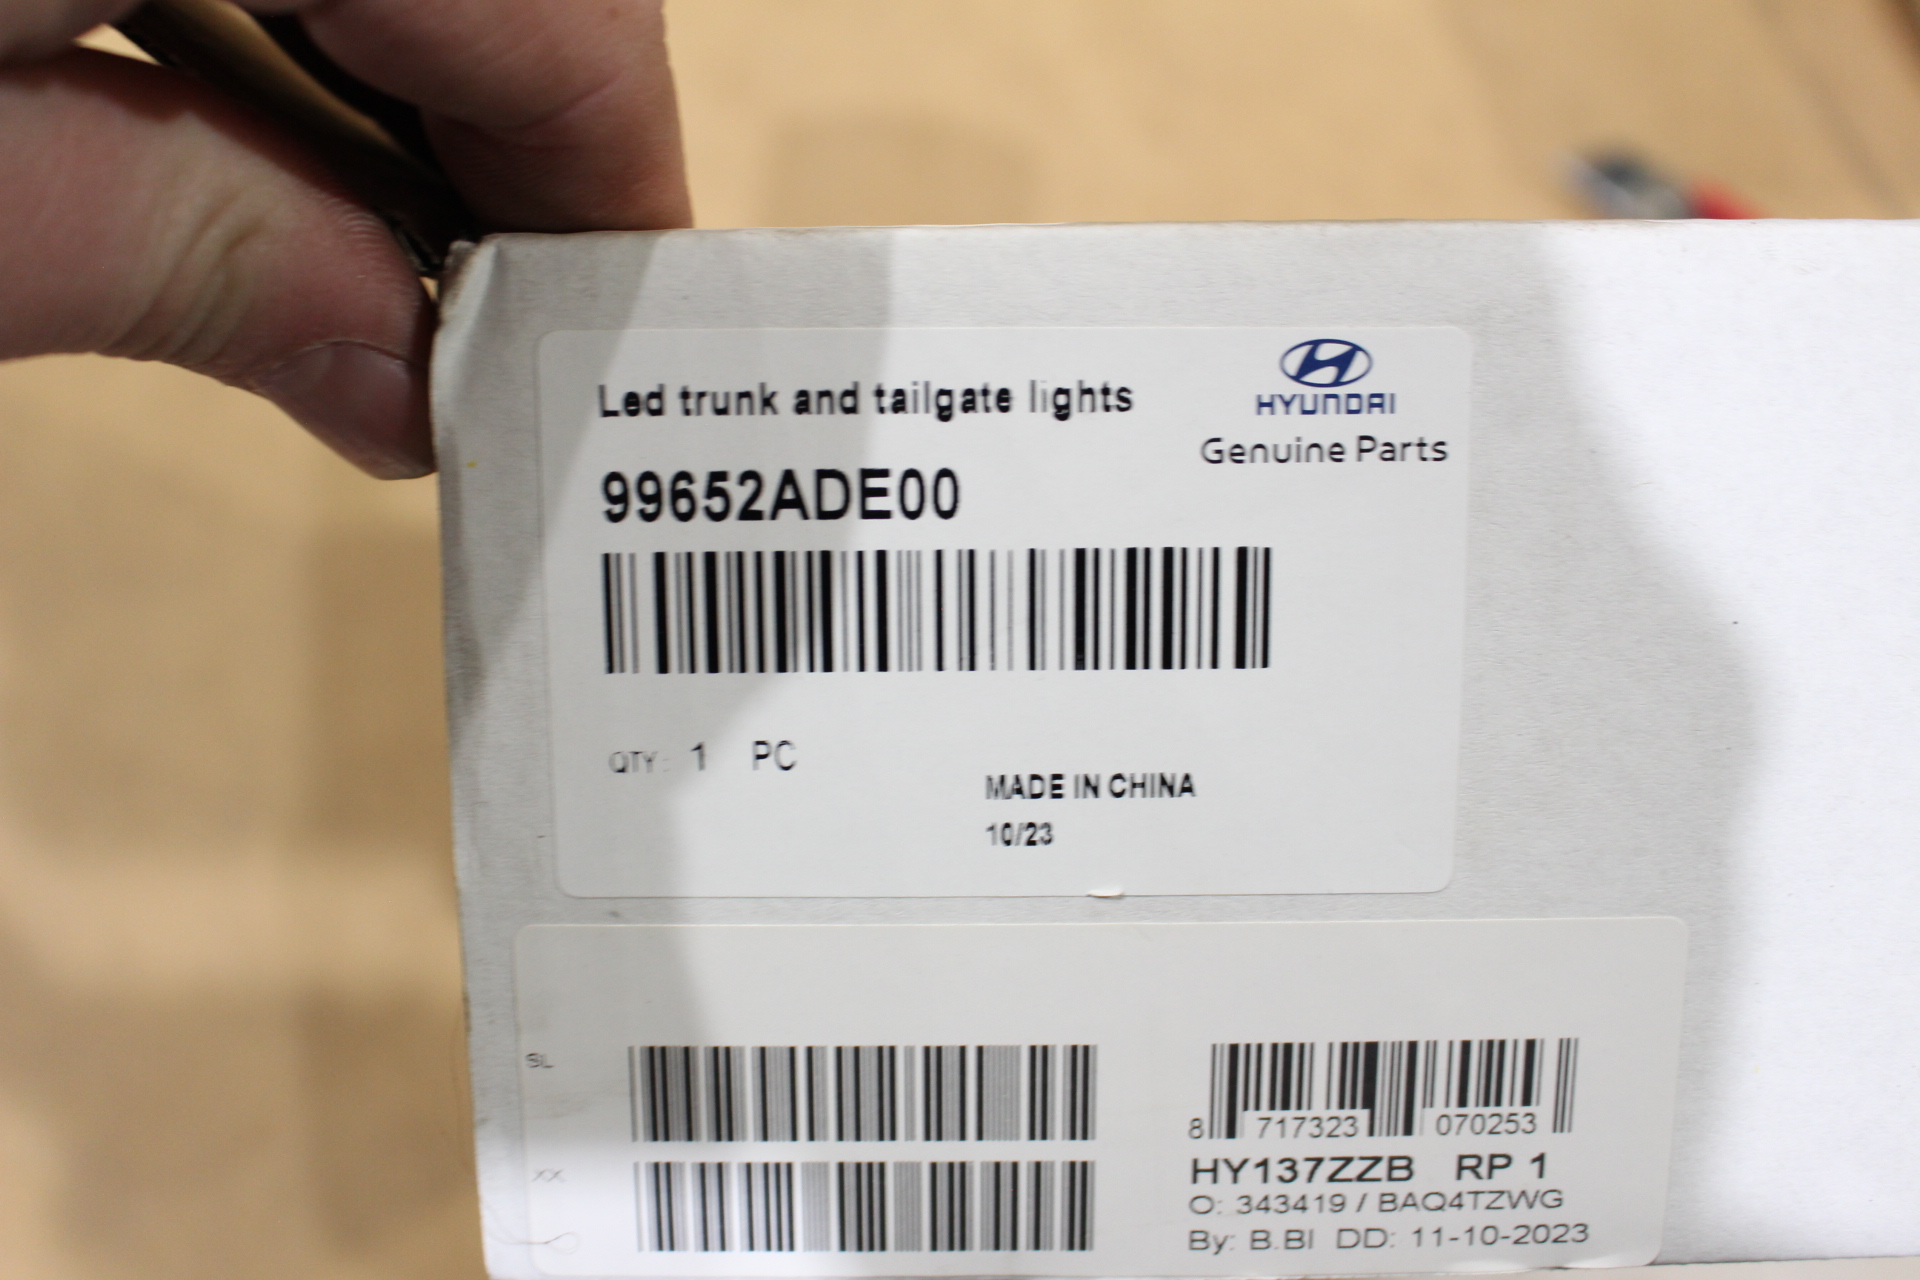 Led trunk and tailgate lights
HYUNDAI
Genuine Parts
99652ADE00
QTY: 1 PC
MADE IN CHINA
10/23
SL
XX
8 717323 070253
HY137ZZB RP 1
O: 343419 / BAQ4TZWG
By: B.BI DD: 11-10-2023